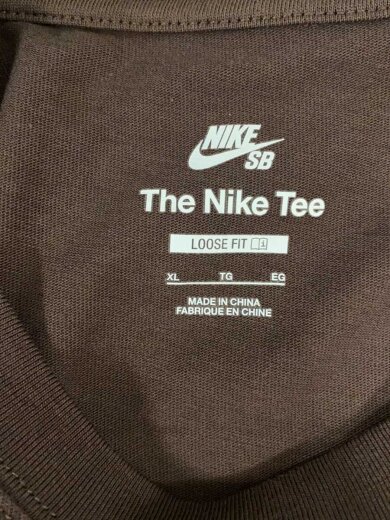 NIKE
SB
The Nike Tee
LOOSE FIT
XL TG EG
MADE IN CHINA
FABRIQUE EN CHINE